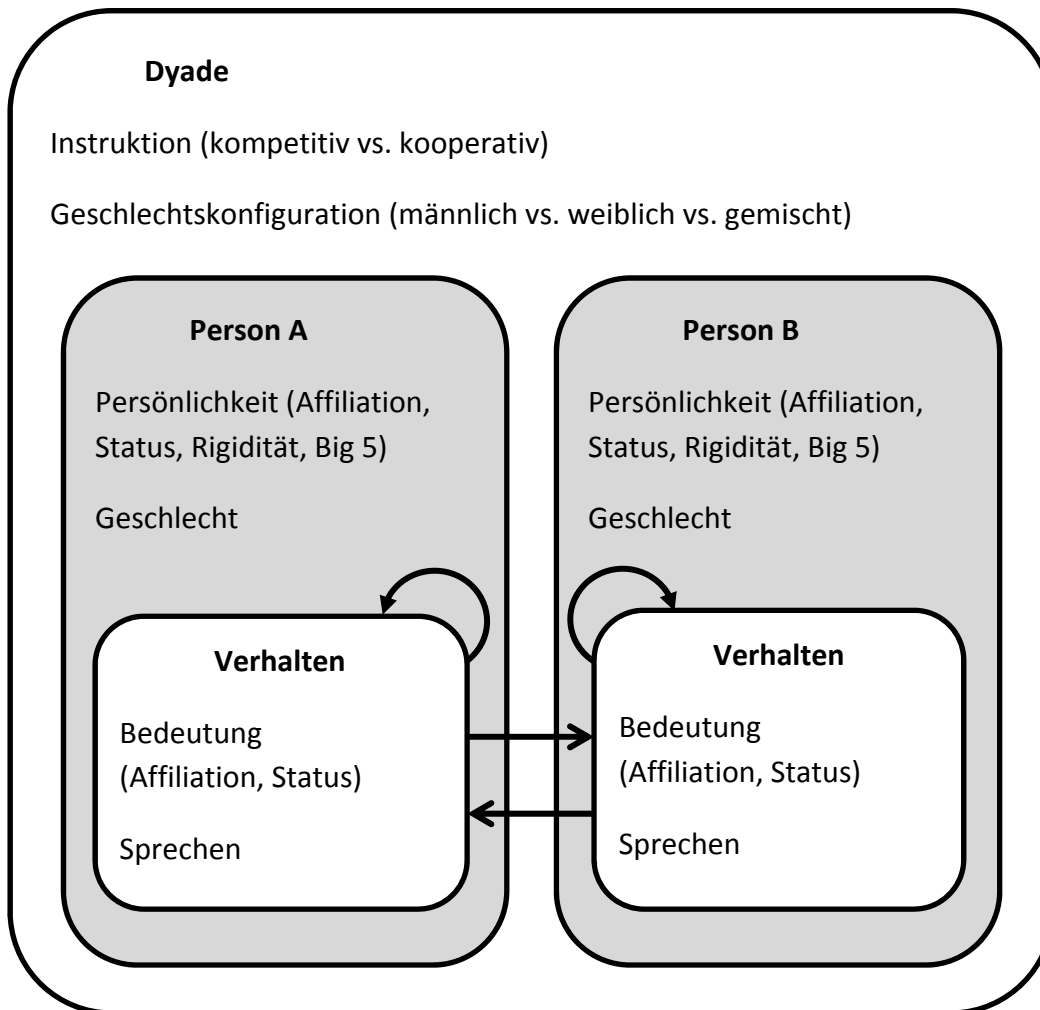 Dyade
Instruktion (kompetitiv vs. kooperativ)
Geschlechtskonfiguration (männlich vs. weiblich vs. gemischt)
Person A
Persönlichkeit (Affiliation,
Status, Rigidität, Big 5)
Geschlecht
Verhalten
Bedeutung
(Affiliation, Status)
Sprechen
Person B
Persönlichkeit (Affiliation,
Status, Rigidität, Big 5)
Geschlecht
Verhalten
Bedeutung
(Affiliation, Status)
Sprechen